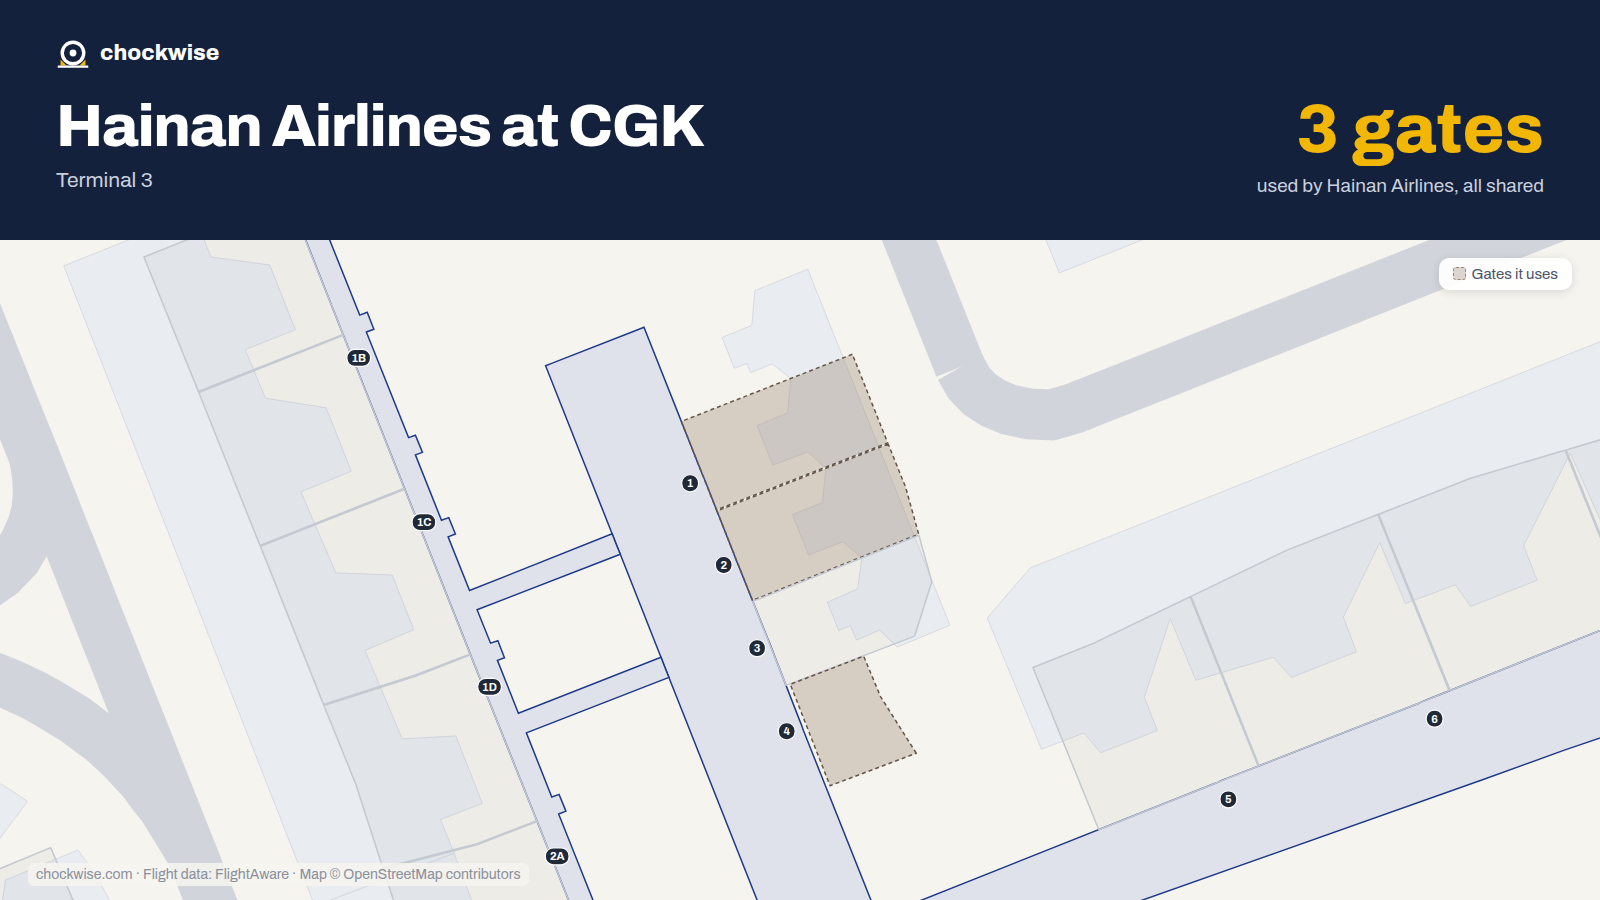 chockwise
Hainan Airlines at CGK
Terminal 3
3 gates
used by Hainan Airlines, all shared
Gates it uses
1B
1C
1D
2A
1
2
3
4
5
6
chockwise.com · Flight data: FlightAware · Map © OpenStreetMap contributors